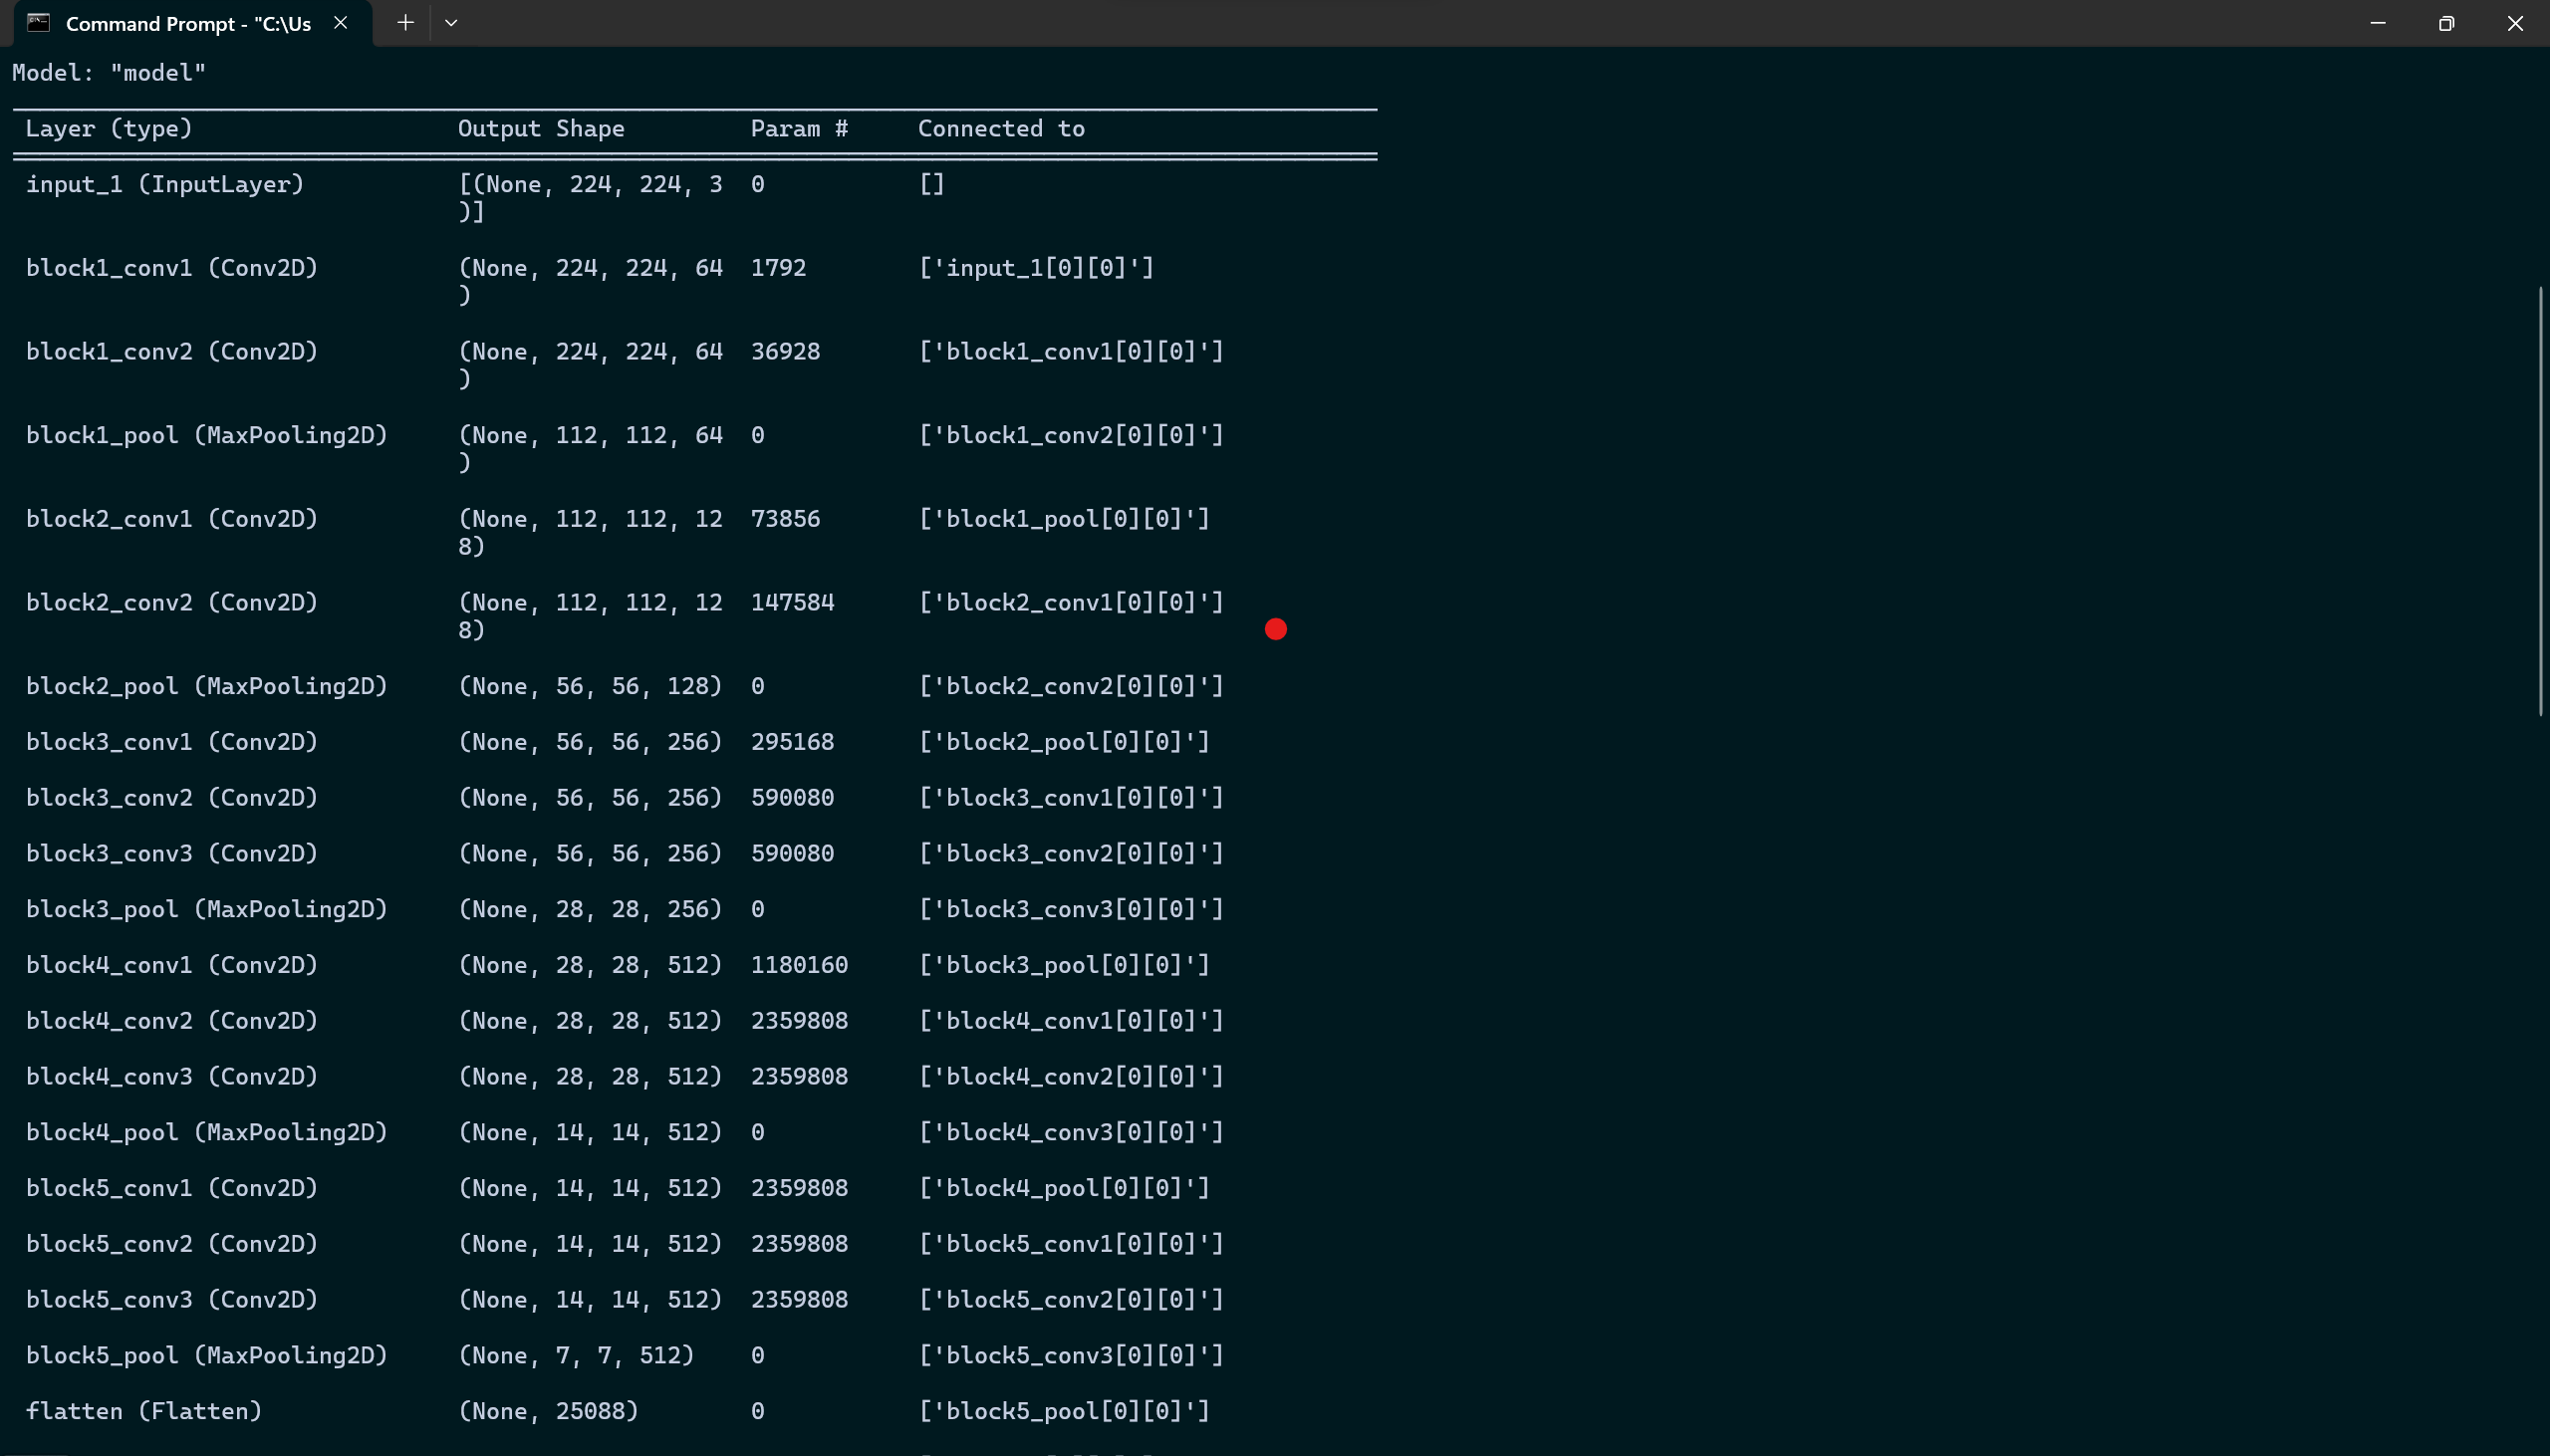 Command Prompt - "C:\Us
Model: "model"
Layer (type) Output Shape Param # Connected to
input_1 (InputLayer) [(None, 224, 224, 3 0 []
)]
block1_conv1 (Conv2D) (None, 224, 224, 64 1792 ['input_1[0][0]']
)
block1_conv2 (Conv2D) (None, 224, 224, 64 36928 ['block1_conv1[0][0]']
)
block1_pool (MaxPooling2D) (None, 112, 112, 64 0 ['block1_conv2[0][0]']
)
block2_conv1 (Conv2D) (None, 112, 112, 12 73856 ['block1_pool[0][0]']
8)
block2_conv2 (Conv2D) (None, 112, 112, 12 147584 ['block2_conv1[0][0]']
8)
block2_pool (MaxPooling2D) (None, 56, 56, 128) 0 ['block2_conv2[0][0]']
block3_conv1 (Conv2D) (None, 56, 56, 256) 295168 ['block2_pool[0][0]']
block3_conv2 (Conv2D) (None, 56, 56, 256) 590080 ['block3_conv1[0][0]']
block3_conv3 (Conv2D) (None, 56, 56, 256) 590080 ['block3_conv2[0][0]']
block3_pool (MaxPooling2D) (None, 28, 28, 256) 0 ['block3_conv3[0][0]']
block4_conv1 (Conv2D) (None, 28, 28, 512) 1180160 ['block3_pool[0][0]']
block4_conv2 (Conv2D) (None, 28, 28, 512) 2359808 ['block4_conv1[0][0]']
block4_conv3 (Conv2D) (None, 28, 28, 512) 2359808 ['block4_conv2[0][0]']
block4_pool (MaxPooling2D) (None, 14, 14, 512) 0 ['block4_conv3[0][0]']
block5_conv1 (Conv2D) (None, 14, 14, 512) 2359808 ['block4_pool[0][0]']
block5_conv2 (Conv2D) (None, 14, 14, 512) 2359808 ['block5_conv1[0][0]']
block5_conv3 (Conv2D) (None, 14, 14, 512) 2359808 ['block5_conv2[0][0]']
block5_pool (MaxPooling2D) (None, 7, 7, 512) 0 ['block5_conv3[0][0]']
flatten (Flatten) (None, 25088) 0 ['block5_pool[0][0]']